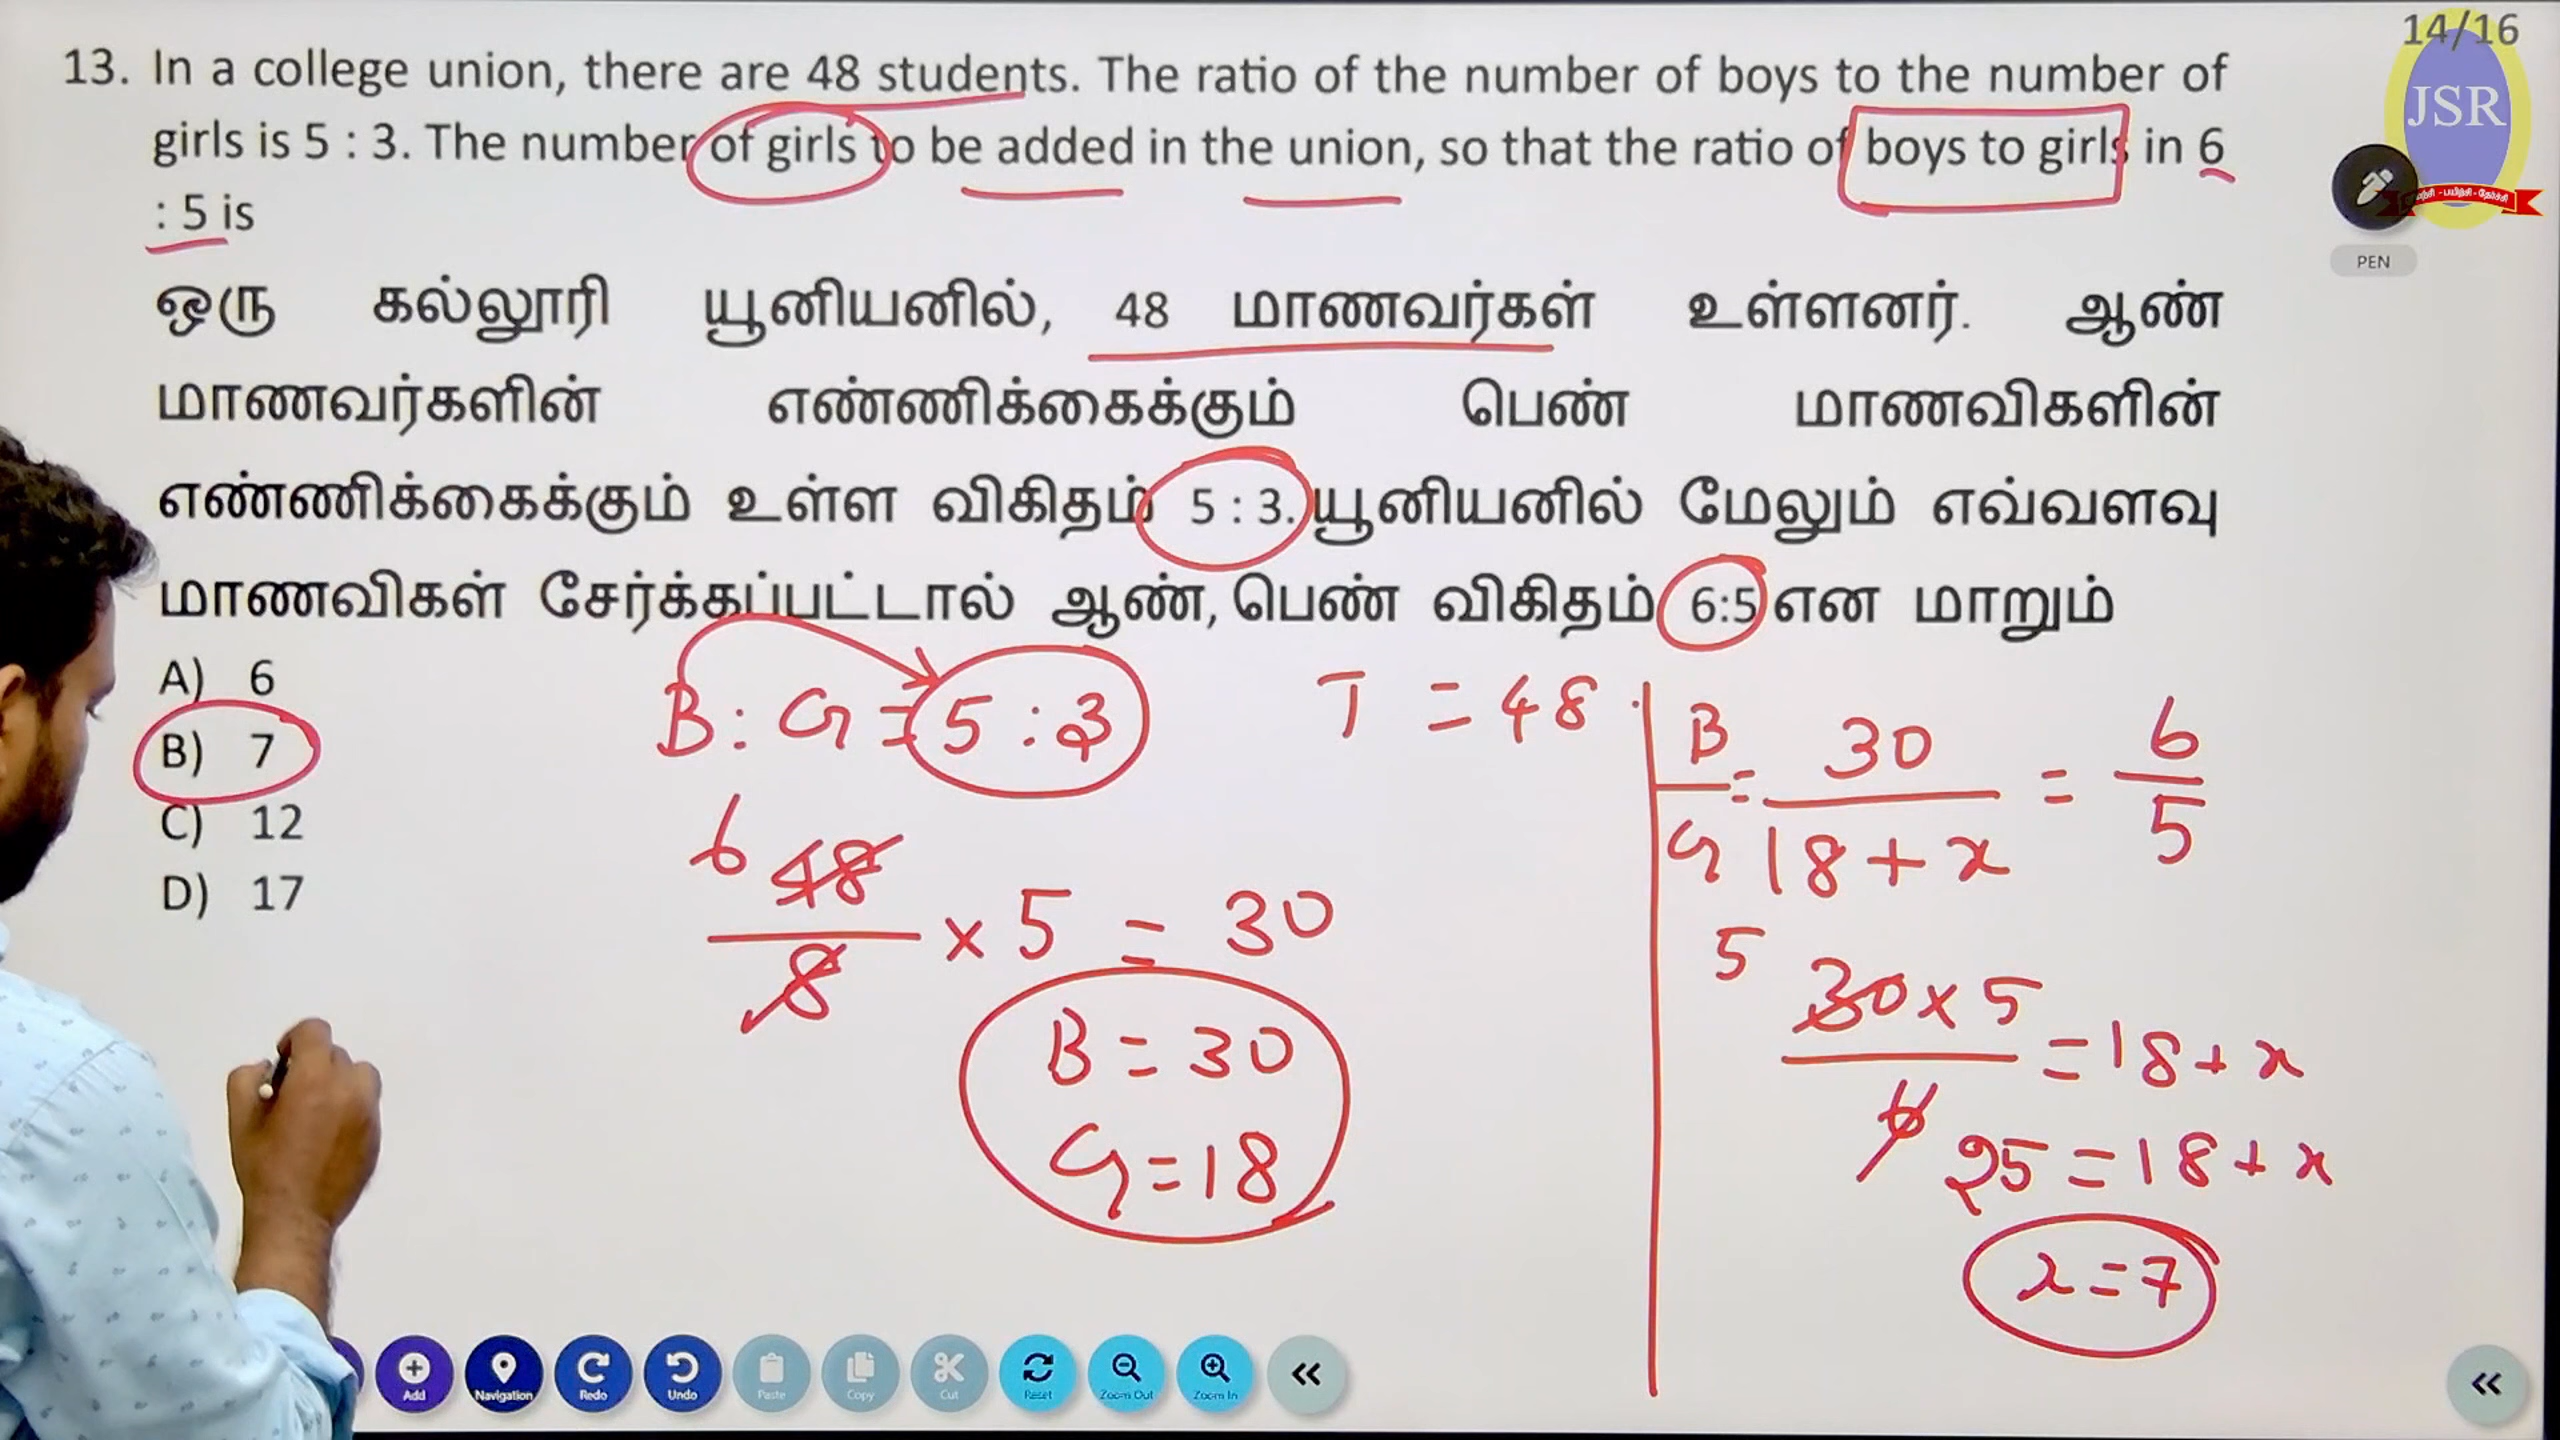 14/16
13. In a college union, there are 48 students. The ratio of the number of boys to the number of
girls is 5 : 3. The number of girls to be added in the union, so that the ratio of boys to girls in 6
: 5 is
JSR
PEN
ஒரு கல்லூரி யூனியனில், 48 மாணவர்கள் உள்ளனர். ஆண்
மாணவர்களின் எண்ணிக்கைக்கும் பெண் மாணவிகளின்
எண்ணிக்கைக்கும் உள்ள விகிதம் 5 : 3. யூனியனில் மேலும் எவ்வளவு
மாணவிகள் சேர்க்கப்பட்டால் ஆண், பெண் விகிதம் 6:5 என மாறும்
A) 6
B) 7
C) 12
D) 17
B : G = 5 : 3
T = 48
6 48/8 × 5 = 30
B = 30
G = 18
B/G = 30/18 + x = 6/5
5 30 × 5/6 = 18 + x
25 = 18 + x
x = 7
Add Navigation Redo Undo Paste Copy Cut Reset Zoom Out Zoom In